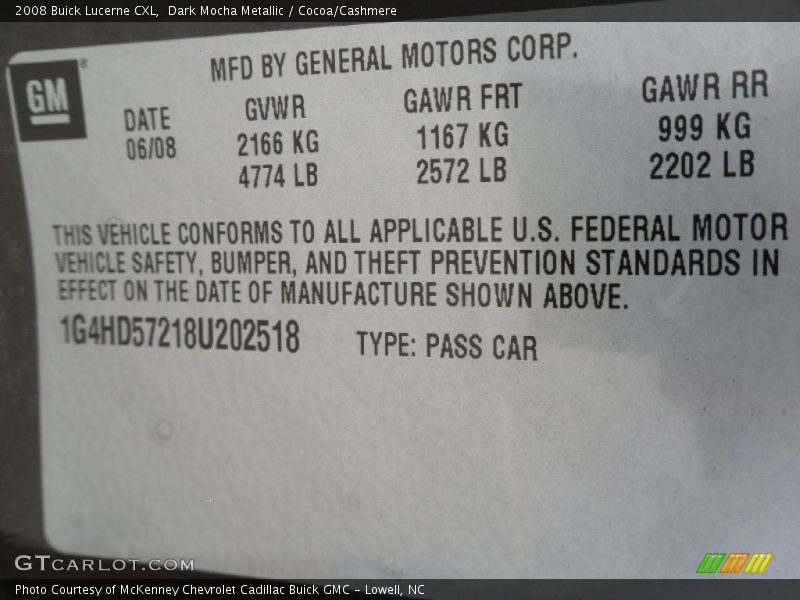 2008 Buick Lucerne CXL,  Dark Mocha Metallic / Cocoa/Cashmere
GM ®
MFD BY GENERAL MOTORS CORP.
DATE GVWR GAWR FRT GAWR RR
06/08 2166 KG 1167 KG 999 KG
4774 LB 2572 LB 2202 LB
THIS VEHICLE CONFORMS TO ALL APPLICABLE U.S. FEDERAL MOTOR
VEHICLE SAFETY, BUMPER, AND THEFT PREVENTION STANDARDS IN
EFFECT ON THE DATE OF MANUFACTURE SHOWN ABOVE.
1G4HD57218U202518 TYPE: PASS CAR
GTCARLOT.COM
Photo Courtesy of McKenney Chevrolet Cadillac Buick GMC – Lowell, NC